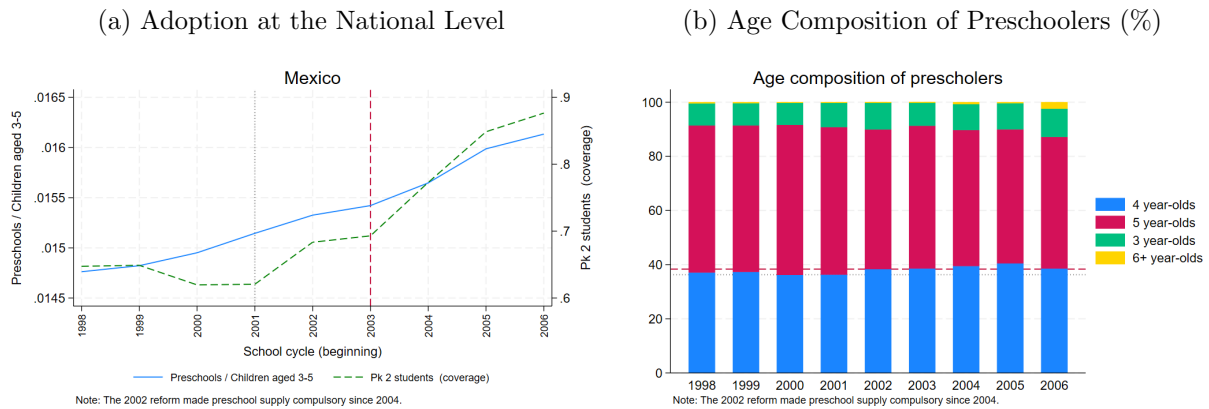 (a) Adoption at the National Level
Mexico
Preschools / Children aged 3-5
.0165
.016
.0155
.015
.0145
.9
.8
.7
.6
Pk 2 students (coverage)
1998
1999
2000
2001
2002
2003
2004
2005
2006
School cycle (beginning)
Preschools / Children aged 3-5
Pk 2 students (coverage)
Note: The 2002 reform made preschool supply compulsory since 2004.
(b) Age Composition of Preschoolers (%)
Age composition of prescholers
100
80
60
40
20
0
1998 1999 2000 2001 2002 2003 2004 2005 2006
4 year-olds
5 year-olds
3 year-olds
6+ year-olds
Note: The 2002 reform made preschool supply compulsory since 2004.